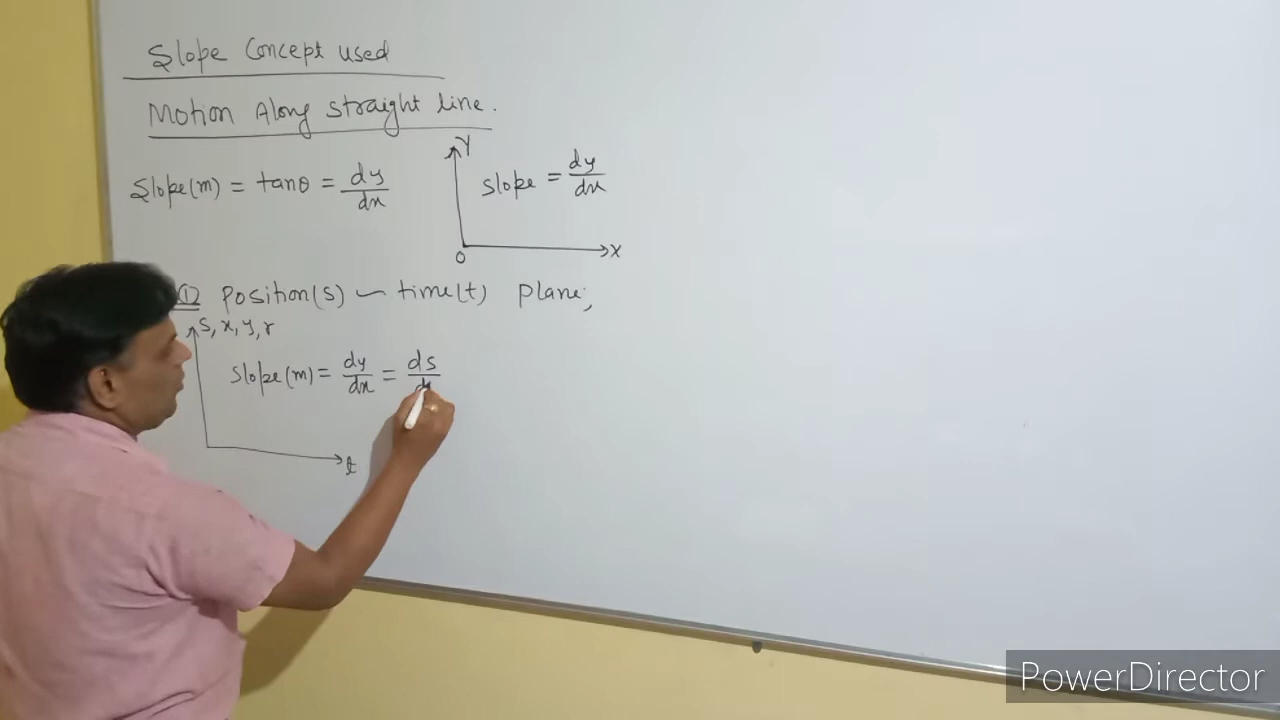 Slope Concept used
Motion Along Straight line.
Slope(m) = tanθ = dy/dx
Y
slope = dy/dx
O
X
① Position(s) ~ time(t) plane;
s, x, y, r
Slope(m) = dy/dx = ds/
t
PowerDirector